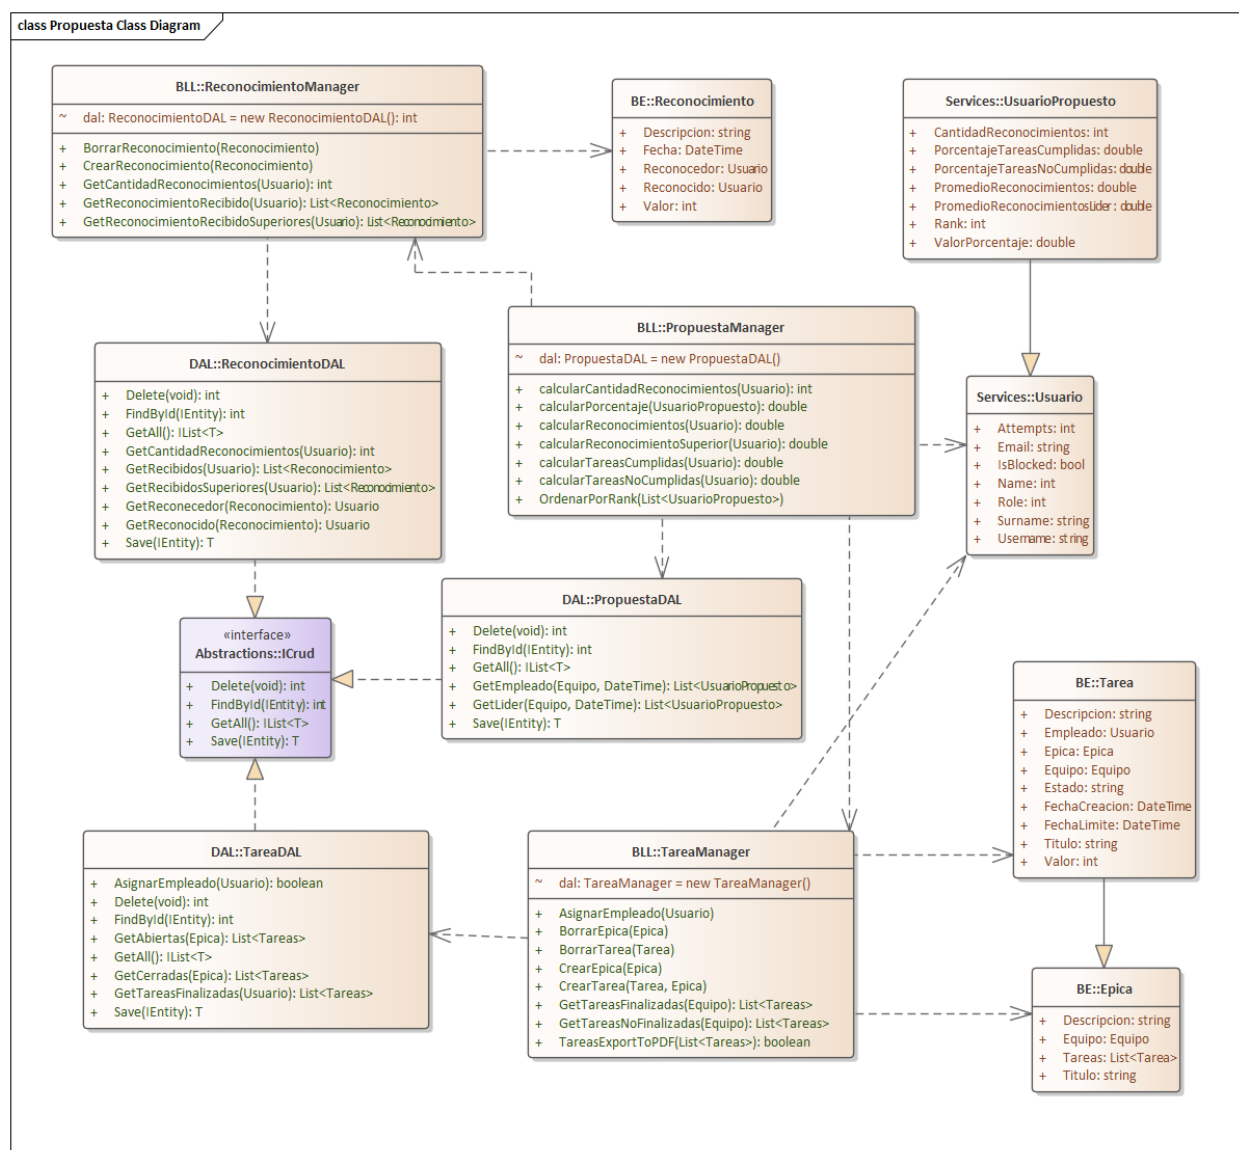 class Propuesta Class Diagram
BLL::ReconocimientoManager
~ dal: ReconocimientoDAL = new ReconocimientoDAL(): int
+ BorrarReconocimiento(Reconocimiento)
+ CrearReconocimiento(Reconocimiento)
+ GetCantidadReconocimientos(Usuario): int
+ GetReconocimientoRecibido(Usuario): List<Reconocimiento>
+ GetReconocimientoRecibidoSuperiores(Usuario): List<Reconocimiento>
BE::Reconocimiento
+ Descripcion: string
+ Fecha: DateTime
+ Reconocedor: Usuario
+ Reconocido: Usuario
+ Valor: int
Services::UsuarioPropuesto
+ CantidadReconocimientos: int
+ PorcentajeTareasCumplidas: double
+ PorcentajeTareasNoCumplidas: double
+ PromedioReconocimientos: double
+ PromedioReconocimientosLider: double
+ Rank: int
+ ValorPorcentaje: double
BLL::PropuestaManager
~ dal: PropuestaDAL = new PropuestaDAL()
+ calcularCantidadReconocimientos(Usuario): int
+ calcularPorcentaje(UsuarioPropuesto): double
+ calcularReconocimientos(Usuario): double
+ calcularReconocimientoSuperior(Usuario): double
+ calcularTareasCumplidas(Usuario): double
+ calcularTareasNoCumplidas(Usuario): double
+ OrdenarPorRank(List<UsuarioPropuesto>)
DAL::ReconocimientoDAL
+ Delete(void): int
+ FindById(IEntity): int
+ GetAll(): IList<T>
+ GetCantidadReconocimientos(Usuario): int
+ GetRecibidos(Usuario): List<Reconocimiento>
+ GetRecibidosSuperiores(Usuario): List<Reconocimiento>
+ GetReconecedor(Reconocimiento): Usuario
+ GetReconocido(Reconocimiento): Usuario
+ Save(IEntity): T
Services::Usuario
+ Attempts: int
+ Email: string
+ IsBlocked: bool
+ Name: int
+ Role: int
+ Surname: string
+ Username: string
DAL::PropuestaDAL
+ Delete(void): int
+ FindById(IEntity): int
+ GetAll(): IList<T>
+ GetEmpleado(Equipo, DateTime): List<UsuarioPropuesto>
+ GetLider(Equipo, DateTime): List<UsuarioPropuesto>
+ Save(IEntity): T
«interface»
Abstractions::ICrud
+ Delete(void): int
+ FindById(IEntity): int
+ GetAll(): IList<T>
+ Save(IEntity): T
BE::Tarea
+ Descripcion: string
+ Empleado: Usuario
+ Epica: Epica
+ Equipo: Equipo
+ Estado: string
+ FechaCreacion: DateTime
+ FechaLimite: DateTime
+ Titulo: string
+ Valor: int
DAL::TareaDAL
+ AsignarEmpleado(Usuario): boolean
+ Delete(void): int
+ FindById(IEntity): int
+ GetAbiertas(Epica): List<Tareas>
+ GetAll(): IList<T>
+ GetCerradas(Epica): List<Tareas>
+ GetTareasFinalizadas(Usuario): List<Tareas>
+ Save(IEntity): T
BLL::TareaManager
~ dal: TareaManager = new TareaManager()
+ AsignarEmpleado(Usuario)
+ BorrarEpica(Epica)
+ BorrarTarea(Tarea)
+ CrearEpica(Epica)
+ CrearTarea(Tarea, Epica)
+ GetTareasFinalizadas(Equipo): List<Tareas>
+ GetTareasNoFinalizadas(Equipo): List<Tareas>
+ TareasExportToPDF(List<Tareas>): boolean
BE::Epica
+ Descripcion: string
+ Equipo: Equipo
+ Tareas: List<Tarea>
+ Titulo: string